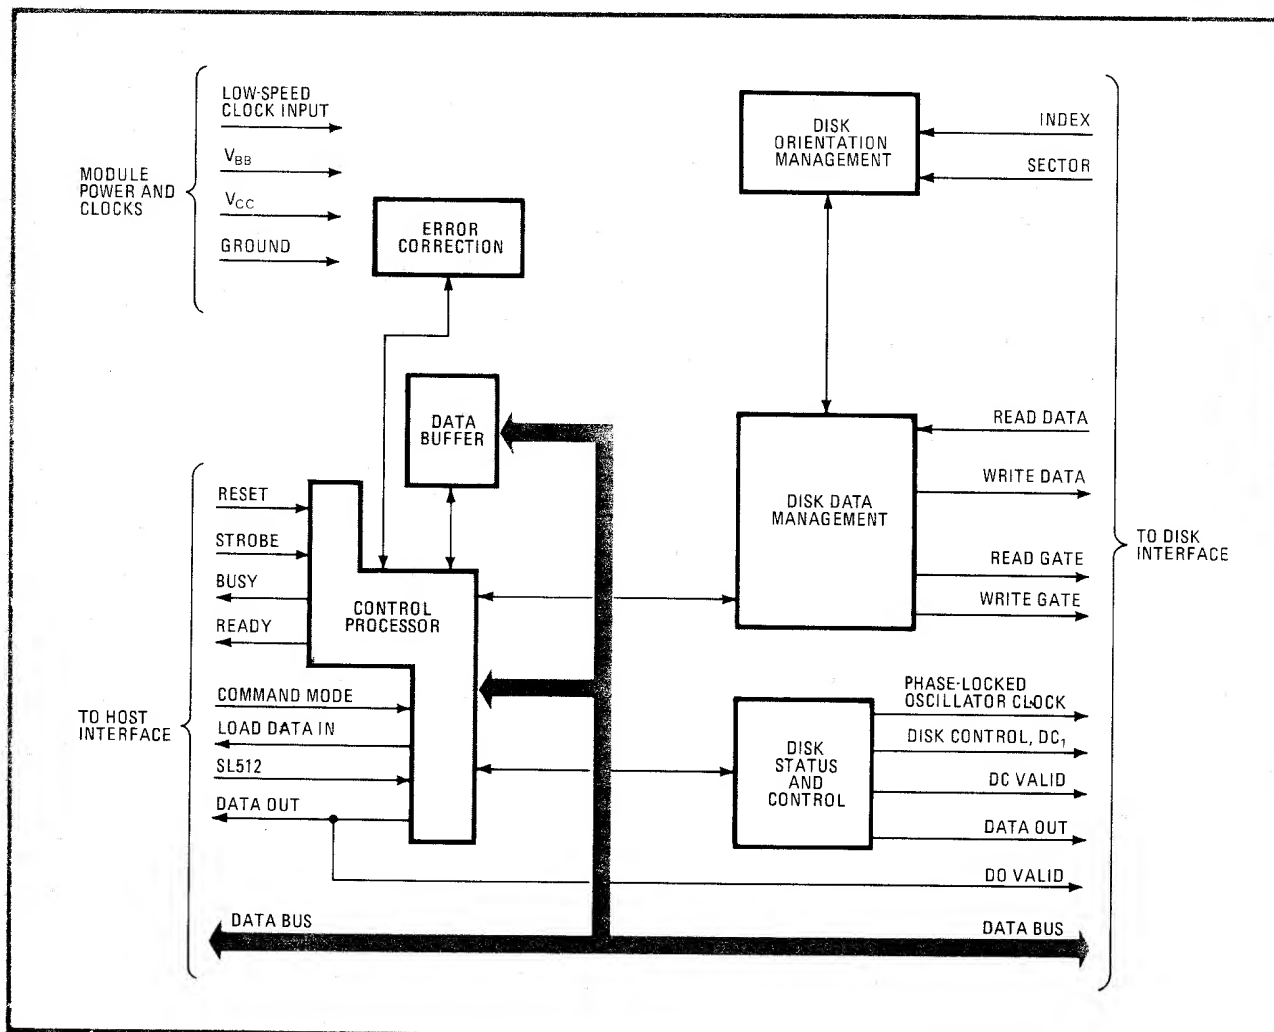 LOW-SPEED
CLOCK INPUT
V_BB
V_CC
GROUND
MODULE
POWER AND
CLOCKS
ERROR
CORRECTION
DISK
ORIENTATION
MANAGEMENT
INDEX
SECTOR
DATA
BUFFER
READ DATA
WRITE DATA
DISK DATA
MANAGEMENT
READ GATE
WRITE GATE
TO DISK
INTERFACE
RESET
STROBE
BUSY
READY
CONTROL
PROCESSOR
COMMAND MODE
LOAD DATA IN
SL512
DATA OUT
TO HOST
INTERFACE
PHASE-LOCKED
OSCILLATOR CLOCK
DISK CONTROL, DC₁
DC VALID
DATA OUT
DISK
STATUS
AND
CONTROL
DO VALID
DATA BUS
DATA BUS